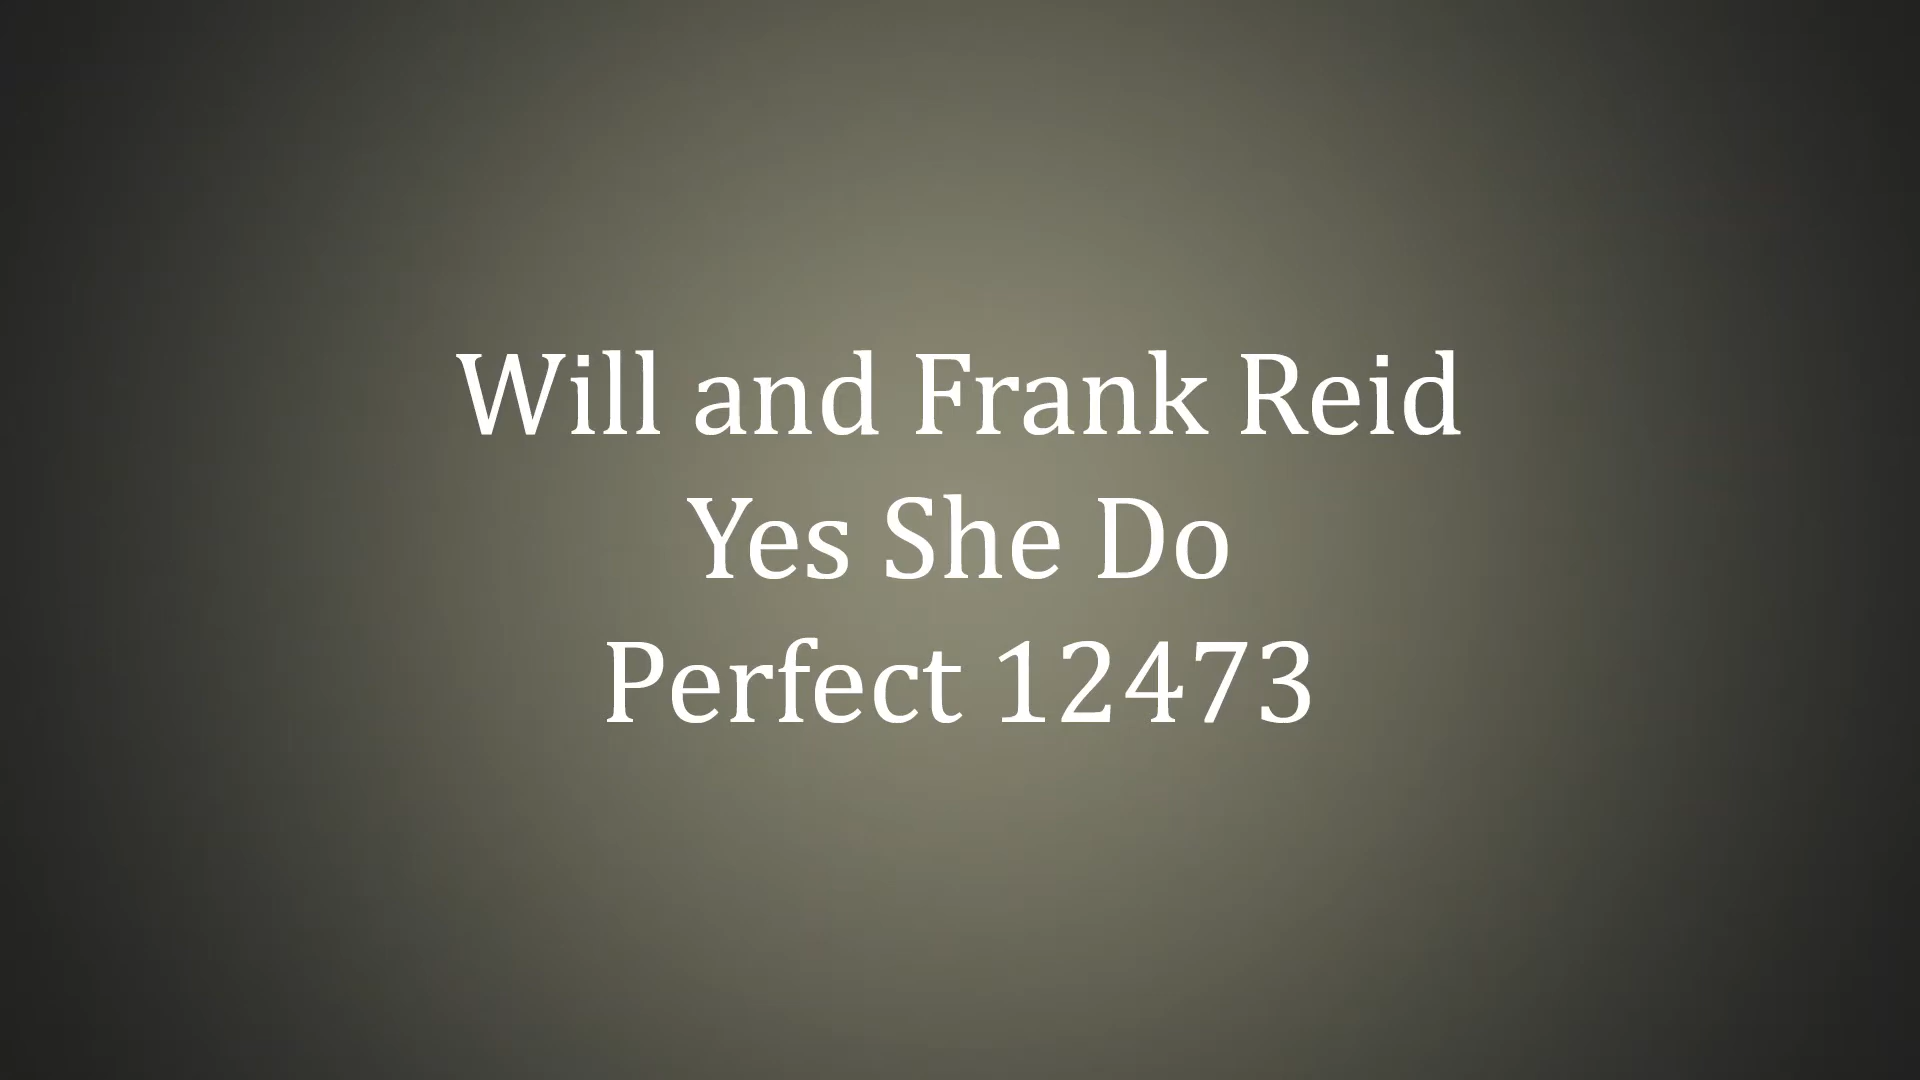 Will and Frank Reid
Yes She Do
Perfect 12473